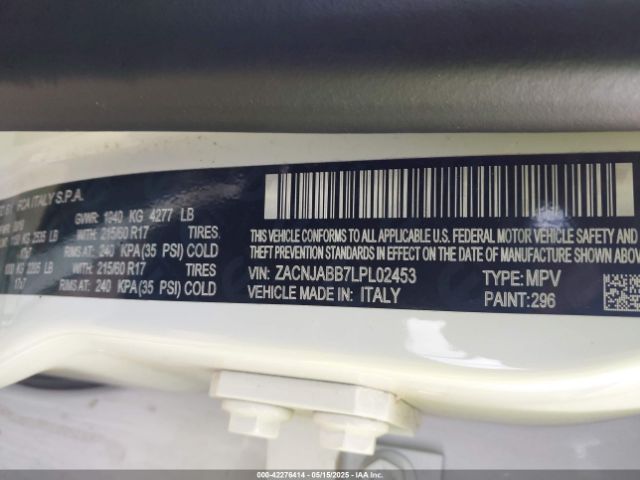 FCA ITALY S.P.A.
GVWR: 1940 KG 4277 LB
WITH: 215/60 R17 TIRES
RIMS AT: 240 KPA(35 PSI) COLD
WITH: 215/60 R17 TIRES
RIMS AT: 240 KPA (35 PSI) COLD
THIS VEHICLE CONFORMS TO ALL APPLICABLE U.S. FEDERAL MOTOR VEHICLE SAFETY AND
THEFT PREVENTION STANDARDS IN EFFECT ON THE DATE OF MANUFACTURE SHOWN ABOVE
VIN: ZACNJABB7LPL02453 TYPE: MPV
VEHICLE MADE IN: ITALY PAINT: 296
000-42276414 05/15/2025 IAAI.COM